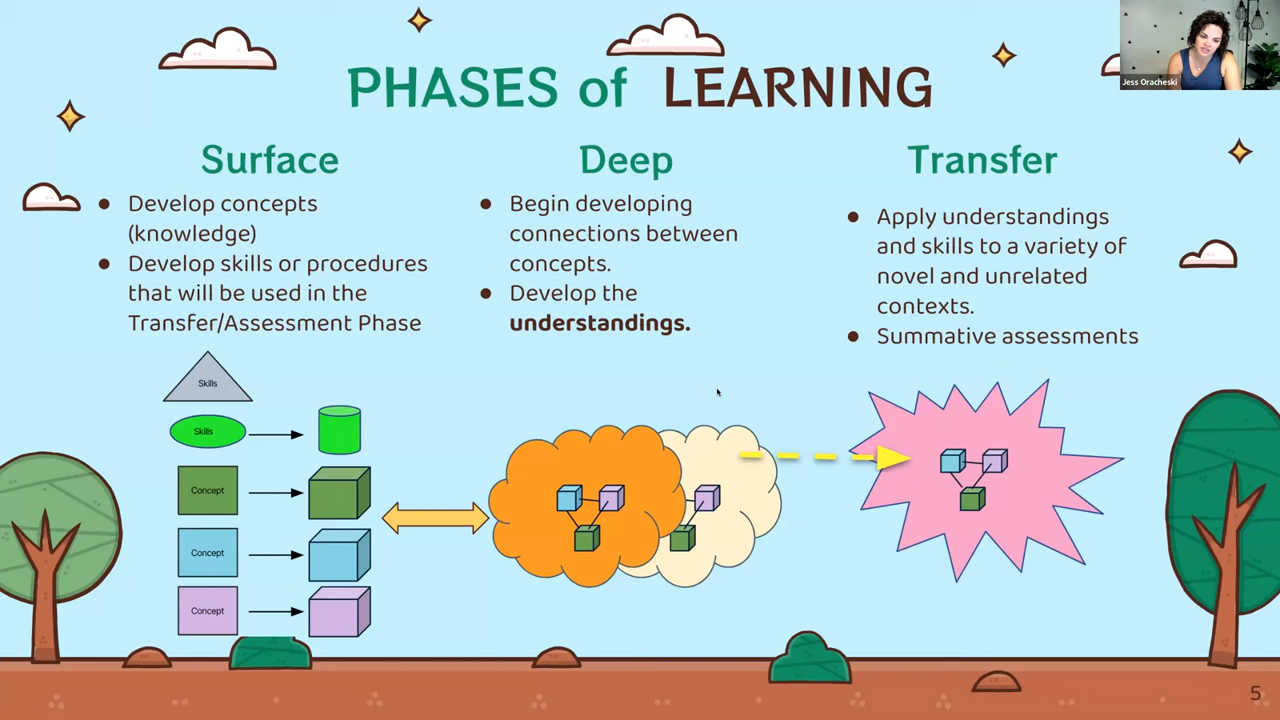 Jess Oracheski
PHASES of LEARNING
Surface
● Develop concepts
(knowledge)
● Develop skills or procedures
that will be used in the
Transfer/Assessment Phase
Deep
● Begin developing
connections between
concepts.
● Develop the
understandings.
Transfer
● Apply understandings
and skills to a variety of
novel and unrelated
contexts.
● Summative assessments
Skills
Skills
Concept
Concept
Concept
5